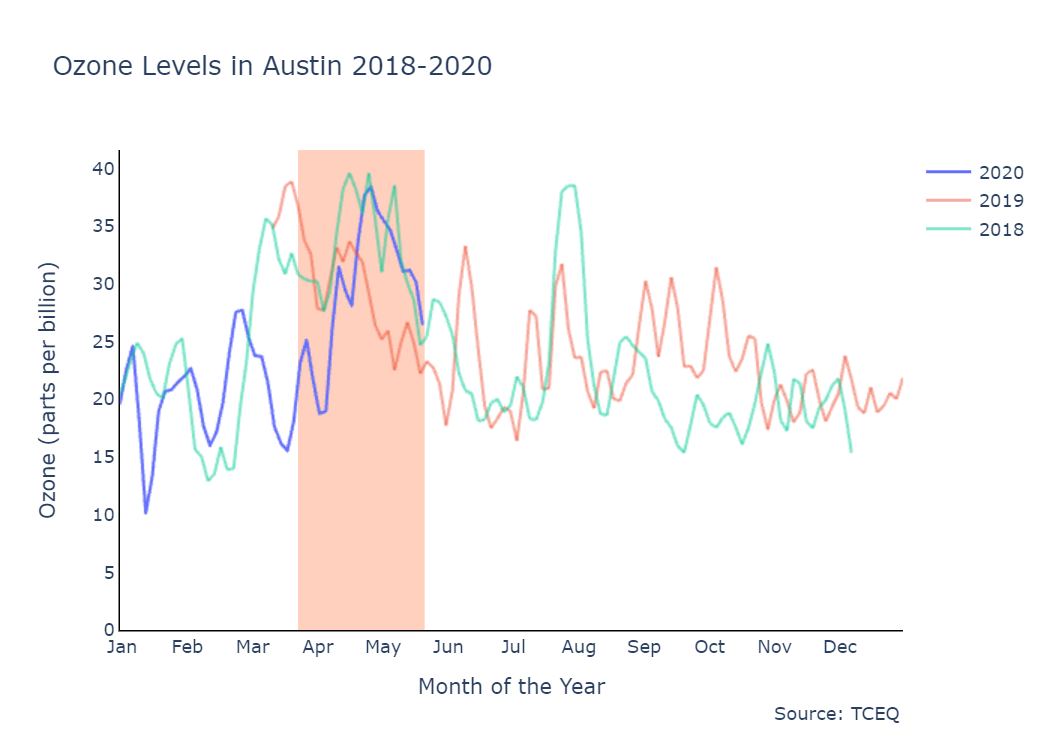 Ozone Levels in Austin 2018-2020
2020
2019
2018
Ozone (parts per billion)
40
35
30
25
20
15
10
5
0
Jan Feb Mar Apr May Jun Jul Aug Sep Oct Nov Dec
Month of the Year
Source: TCEQ